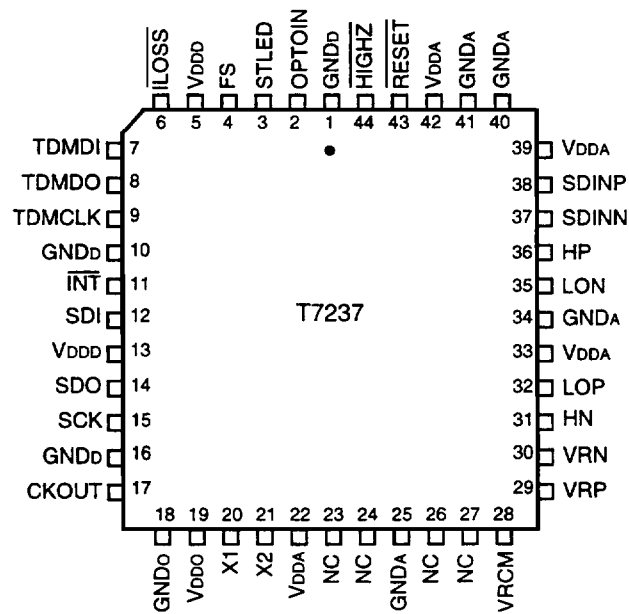 ILOSS VDDD FS STLED OPTOIN GNDD HIGHZ RESET VDDA GNDA GNDA
6 5 4 3 2 1 44 43 42 41 40
TDMDI 7 39 VDDA
TDMDO 8 38 SDINP
TDMCLK 9 37 SDINN
GNDD 10 36 HP
INT 11 35 LON
SDI 12 34 GNDA
T7237
VDDD 13 33 VDDA
SDO 14 32 LOP
SCK 15 31 HN
GNDD 16 30 VRN
CKOUT 17 29 VRP
18 19 20 21 22 23 24 25 26 27 28
GNDO VDDO X1 X2 VDDA NC NC GNDA NC NC VRCM